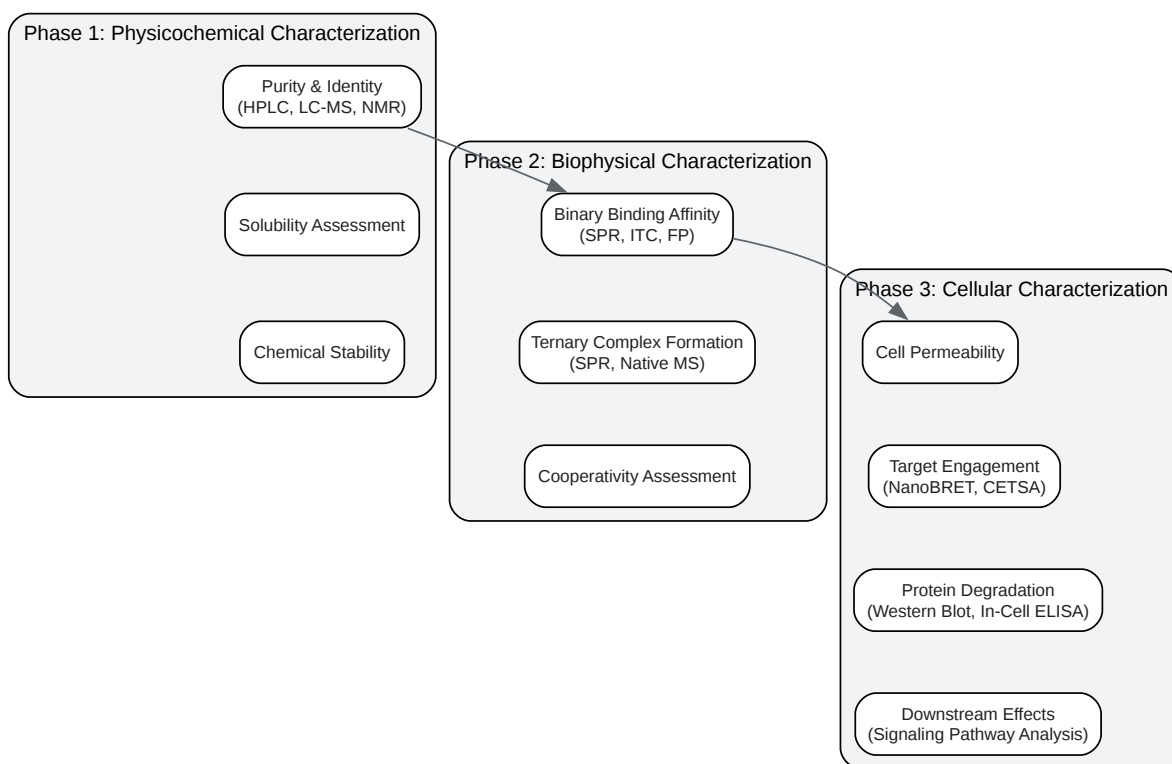 Phase 1: Physicochemical Characterization
Purity & Identity
(HPLC, LC-MS, NMR)
Solubility Assessment
Chemical Stability
Phase 2: Biophysical Characterization
Binary Binding Affinity
(SPR, ITC, FP)
Ternary Complex Formation
(SPR, Native MS)
Cooperativity Assessment
Phase 3: Cellular Characterization
Cell Permeability
Target Engagement
(NanoBRET, CETSA)
Protein Degradation
(Western Blot, In-Cell ELISA)
Downstream Effects
(Signaling Pathway Analysis)